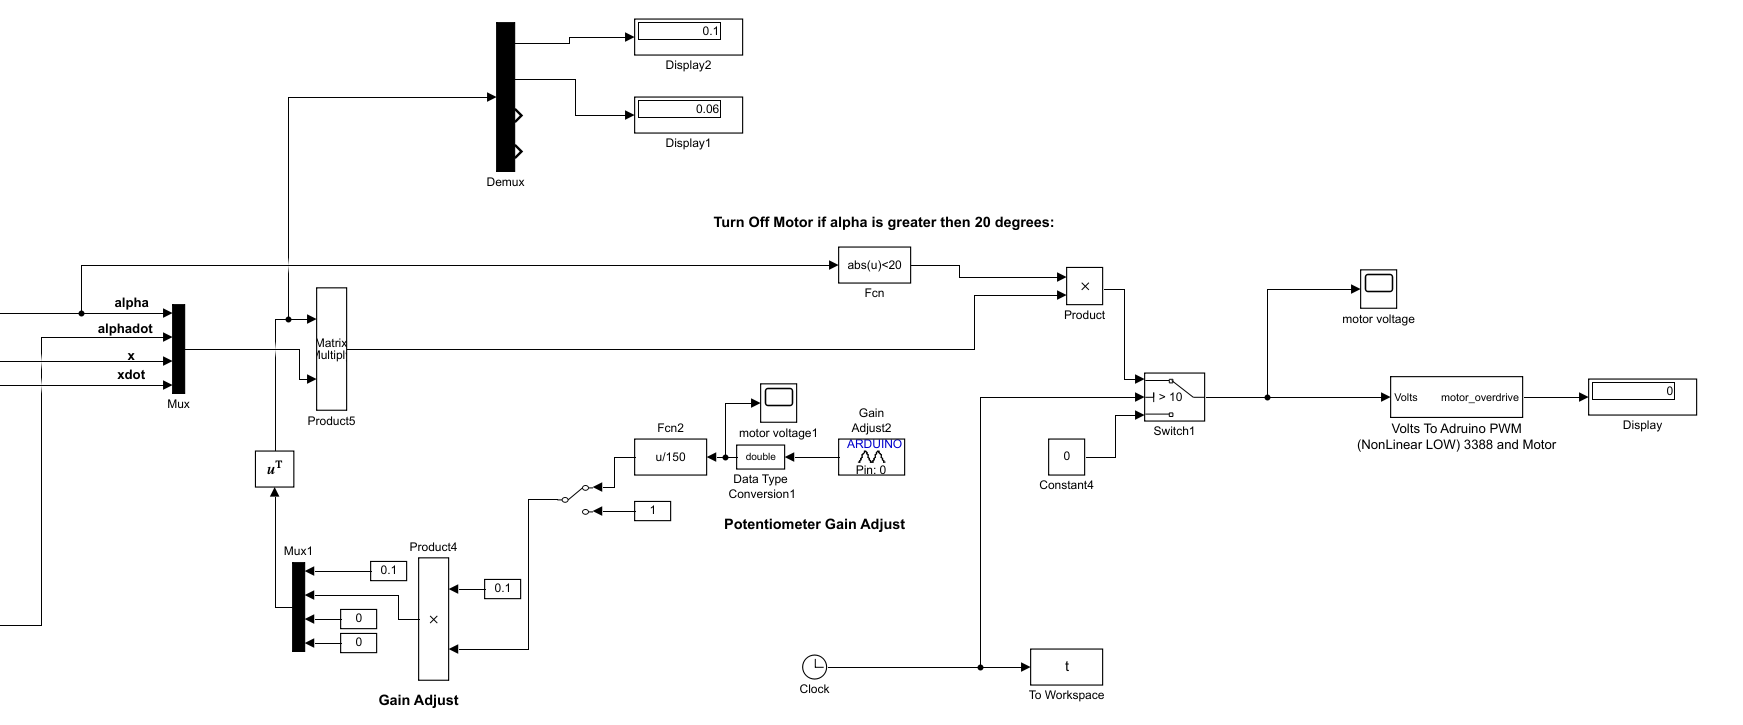 0.1
Display2
0.06
Display1
Demux
Turn Off Motor if alpha is greater then 20 degrees:
abs(u)<20
Fcn
×
Product
motor voltage
alpha
alphadot
x
xdot
Mux
Matrix
Multipl
Product5
> 10
Switch1
Volts
motor_overdrive
Volts To Adruino PWM
(NonLinear LOW) 3388 and Motor
0
Display
0
Constant4
motor voltage1
Gain
Adjust2
ARDUINO
Pin: 0
double
Data Type
Conversion1
Fcn2
u/150
1
Potentiometer Gain Adjust
uT
Mux1
0.1
0
0
Product4
×
0.1
Gain Adjust
Clock
t
To Workspace